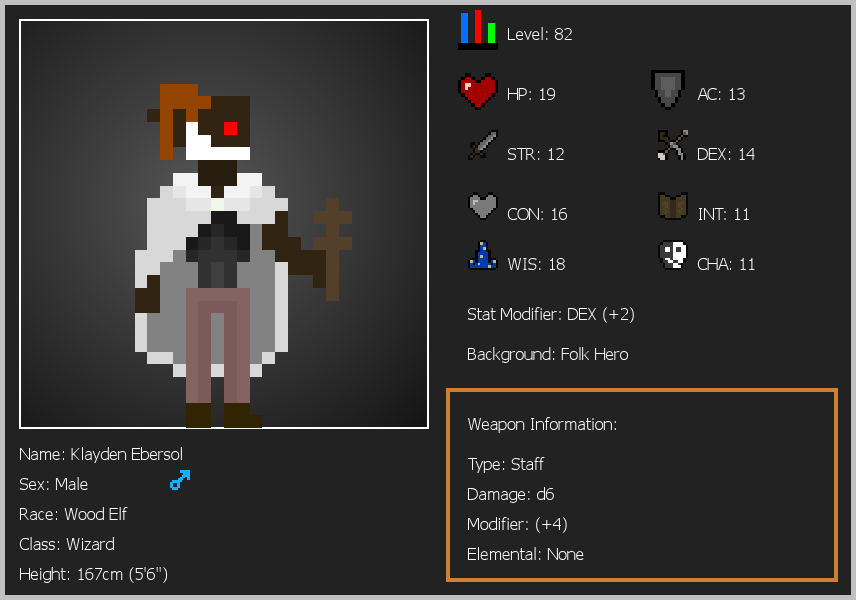 Level: 82
HP: 19
AC: 13
STR: 12
DEX: 14
CON: 16
INT: 11
WIS: 18
CHA: 11
Stat Modifier: DEX (+2)
Background: Folk Hero
Weapon Information:
Type: Staff
Damage: d6
Modifier: (+4)
Elemental: None
Name: Klayden Ebersol
Sex: Male
Race: Wood Elf
Class: Wizard
Height: 167cm (5'6")